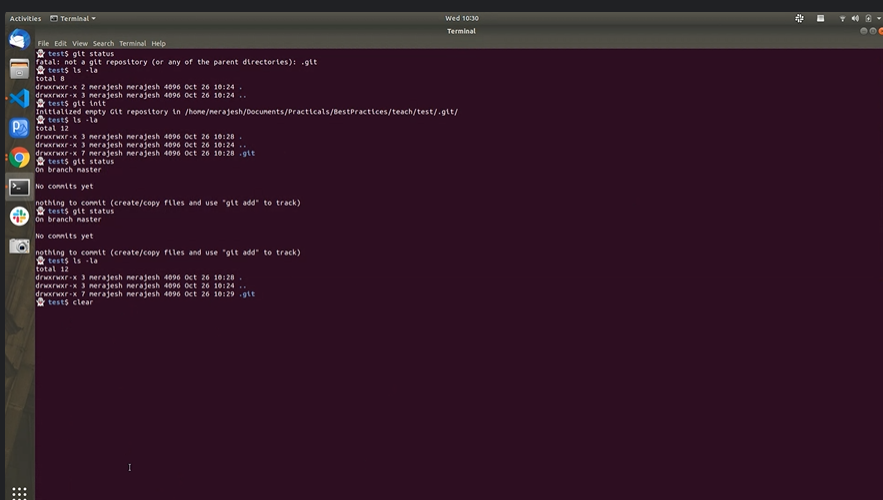 Activities Terminal Wed 10:30
Terminal
File Edit View Search Terminal Help
test$ git status
fatal: not a git repository (or any of the parent directories): .git
test$ ls -la
total 8
drwxrwxr-x 2 merajesh merajesh 4096 Oct 26 10:24 .
drwxrwxr-x 3 merajesh merajesh 4096 Oct 26 10:24 ..
test$ git init
Initialized empty Git repository in /home/merajesh/Documents/Practicals/BestPractices/teach/test/.git/
test$ ls -la
total 12
drwxrwxr-x 3 merajesh merajesh 4096 Oct 26 10:28 .
drwxrwxr-x 3 merajesh merajesh 4096 Oct 26 10:24 ..
drwxrwxr-x 7 merajesh merajesh 4096 Oct 26 10:28 .git
test$ git status
On branch master
No commits yet
nothing to commit (create/copy files and use "git add" to track)
test$ git status
On branch master
No commits yet
nothing to commit (create/copy files and use "git add" to track)
test$ ls -la
total 12
drwxrwxr-x 3 merajesh merajesh 4096 Oct 26 10:28 .
drwxrwxr-x 3 merajesh merajesh 4096 Oct 26 10:24 ..
drwxrwxr-x 7 merajesh merajesh 4096 Oct 26 10:29 .git
test$ clear